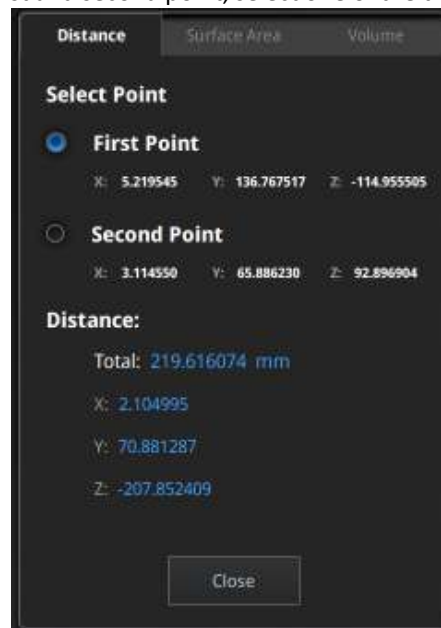 Distance Surface Area Volume
Select Point
First Point
X: 5.219545 Y: 136.767517 Z: -114.955505
Second Point
X: 3.114550 Y: 65.886230 Z: 92.896904
Distance:
Total: 219.616074 mm
X: 2.104995
Y: 70.881287
Z: -207.852409
Close